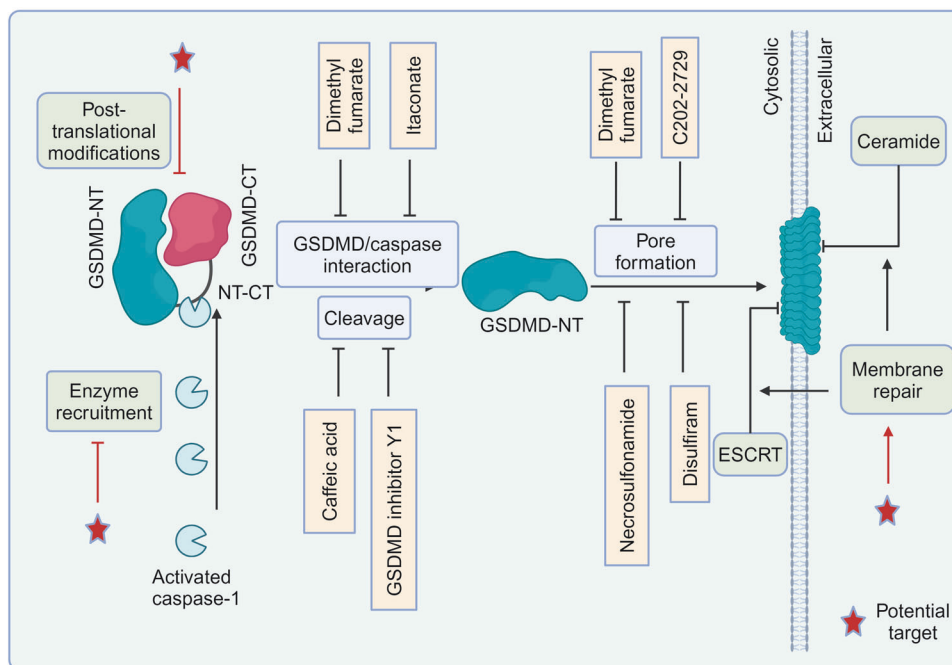 Post-
translational
modifications
GSDMD-NT
GSDMD-CT
NT-CT
Enzyme
recruitment
Activated
caspase-1
Dimethyl
fumarate
Itaconate
GSDMD/caspase
interaction
Cleavage
Caffeic acid
GSDMD inhibitor Y1
GSDMD-NT
Dimethyl
fumarate
C202-2729
Pore
formation
Necrosulfonamide
Disulfiram
ESCRT
Cytosolic
Extracellular
Ceramide
Membrane
repair
Potential
target